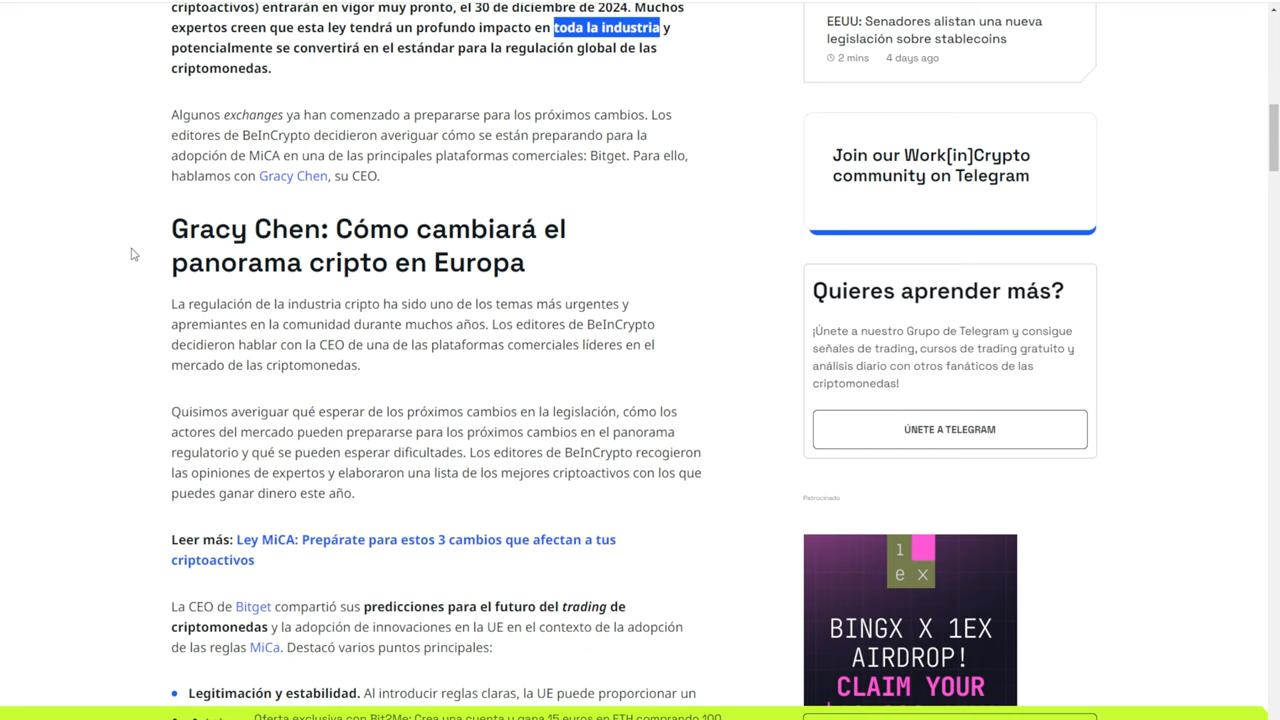 criptoactivos) entrarán en vigor muy pronto, el 30 de diciembre de 2024. Muchos
expertos creen que esta ley tendrá un profundo impacto en toda la industria y
potencialmente se convertirá en el estándar para la regulación global de las
criptomonedas.
Algunos exchanges ya han comenzado a prepararse para los próximos cambios. Los
editores de BeInCrypto decidieron averiguar cómo se están preparando para la
adopción de MiCA en una de las principales plataformas comerciales: Bitget. Para ello,
hablamos con Gracy Chen, su CEO.
Gracy Chen: Cómo cambiará el
panorama cripto en Europa
La regulación de la industria cripto ha sido uno de los temas más urgentes y
apremiantes en la comunidad durante muchos años. Los editores de BeInCrypto
decidieron hablar con la CEO de una de las plataformas comerciales líderes en el
mercado de las criptomonedas.
Quisimos averiguar qué esperar de los próximos cambios en la legislación, cómo los
actores del mercado pueden prepararse para los próximos cambios en el panorama
regulatorio y qué se pueden esperar dificultades. Los editores de BeInCrypto recogieron
las opiniones de expertos y elaboraron una lista de los mejores criptoactivos con los que
puedes ganar dinero este año.
Leer más: Ley MiCA: Prepárate para estos 3 cambios que afectan a tus
criptoactivos
La CEO de Bitget compartió sus predicciones para el futuro del trading de
criptomonedas y la adopción de innovaciones en la UE en el contexto de la adopción
de las reglas MiCa. Destacó varios puntos principales:
Legitimación y estabilidad. Al introducir reglas claras, la UE puede proporcionar un
Oferta exclusiva con Bit2Me: Crea una cuenta y gana 15 euros en ETH comprando 100
EEUU: Senadores alistan una nueva
legislación sobre stablecoins
2 mins 4 days ago
Join our Work[in]Crypto
community on Telegram
Quieres aprender más?
¡Únete a nuestro Grupo de Telegram y consigue
señales de trading, cursos de trading gratuito y
análisis diario con otros fanáticos de las
criptomonedas!
ÚNETE A TELEGRAM
Patrocinado
1
e x
BINGX X 1EX
AIRDROP!
CLAIM YOUR